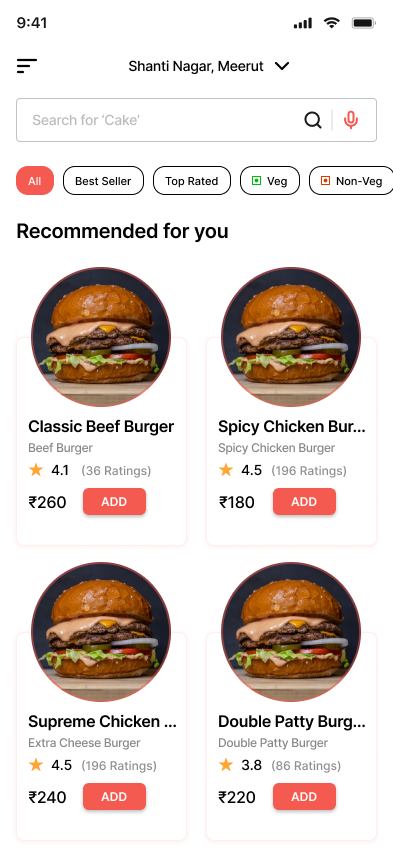 9:41
Shanti Nagar, Meerut
Search for ‘Cake’
All Best Seller Top Rated Veg Non-Veg
Recommended for you
Classic Beef Burger
Beef Burger
4.1 (36 Ratings)
₹260 ADD
Spicy Chicken Bur...
Spicy Chicken Burger
4.5 (196 Ratings)
₹180 ADD
Supreme Chicken ...
Extra Cheese Burger
4.5 (196 Ratings)
₹240 ADD
Double Patty Burg...
Double Patty Burger
3.8 (86 Ratings)
₹220 ADD